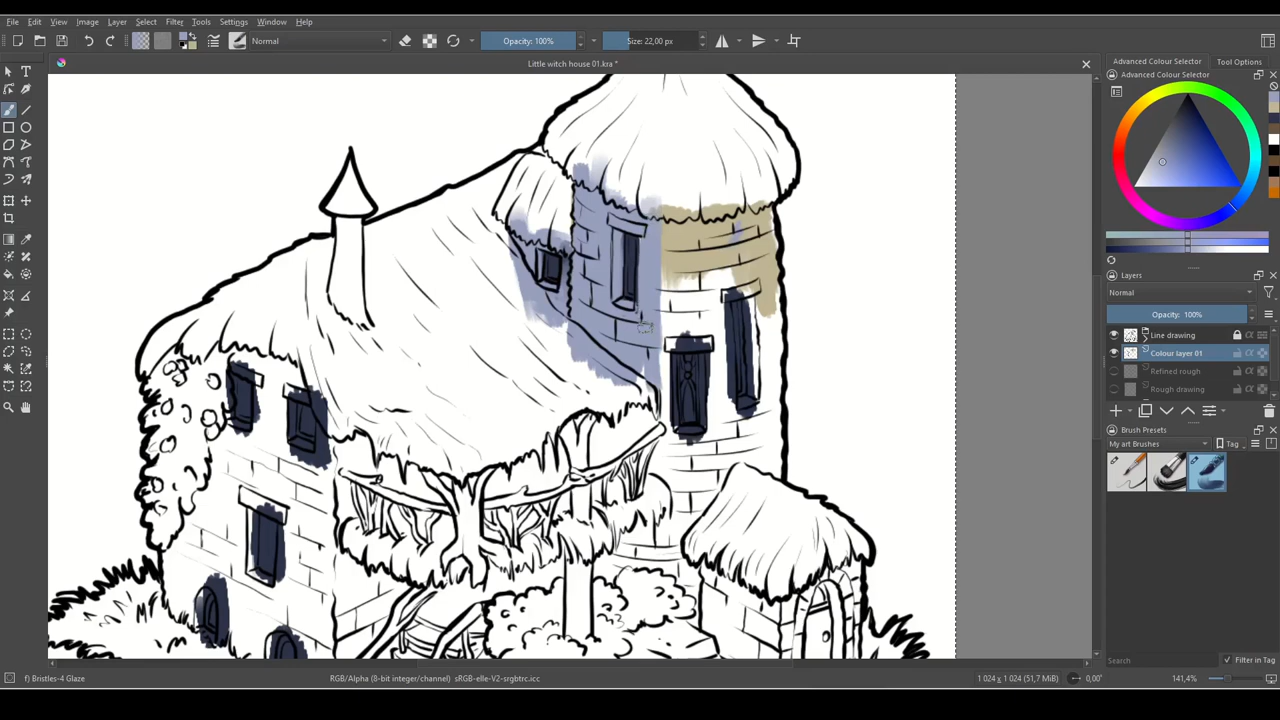 File Edit View Image Layer Select Filter Tools Settings Window Help
Normal Opacity: 100% Size: 22,00 px
Little witch house 01.kra *
Advanced Colour Selector Tool Options
Advanced Colour Selector
Layers
Normal
Opacity: 100%
Line drawing
Colour layer 01
Refined rough
Rough drawing
Brush Presets
My art Brushes Tag
Search Filter in Tag
f) Bristles-4 Glaze RGB/Alpha (8-bit integer/channel) sRGB-elle-V2-srgbtrc.icc 1 024 x 1 024 (51,7 MiB) 0,00° 141,4%